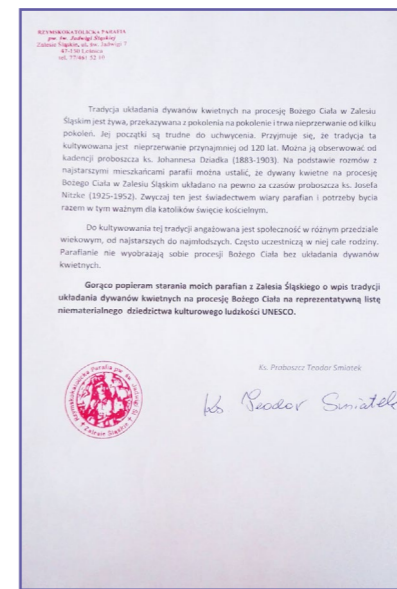 RZYMSKOKATOLICKA PARAFIA
pw. św. Jadwigi Śląskiej
Zalesie Śląskie, ul. św. Jadwigi 7
47-150 Leśnica
tel. 77/461 52 10
Tradycja układania dywanów kwietnych na procesję Bożego Ciała w Zalesiu
Śląskim jest żywa, przekazywana z pokolenia na pokolenie i trwa nieprzerwanie od kilku
pokoleń. Jej początki są trudne do uchwycenia. Przyjmuje się, że tradycja ta
kultywowana jest nieprzerwanie przynajmniej od 120 lat. Można ją obserwować od
kadencji proboszcza ks. Johannesa Dziadka (1883-1903). Na podstawie rozmów z
najstarszymi mieszkańcami parafii można ustalić, że dywany kwietne na procesję
Bożego Ciała w Zalesiu Śląskim układano na pewno za czasów proboszcza ks. Josefa
Nitzke (1925-1952). Zwyczaj ten jest świadectwem wiary parafian i potrzeby bycia
razem w tym ważnym dla katolików święcie kościelnym.
Do kultywowania tej tradycji angażowana jest społeczność w różnym przedziale
wiekowym, od najstarszych do najmłodszych. Często uczestniczą w niej całe rodziny.
Parafianie nie wyobrażają sobie procesji Bożego Ciała bez układania dywanów
kwietnych.
Gorąco popieram starania moich parafian z Zalesia Śląskiego o wpis tradycji
układania dywanów kwietnych na procesję Bożego Ciała na reprezentatywną listę
niematerialnego dziedzictwa kulturowego ludzkości UNESCO.
Ks. Proboszcz Teodor Smiatek
Rzymskokatolicka Parafia pw. św. Jadwigi Śl.
Zalesie Śląskie
ks Teodor Smiatek